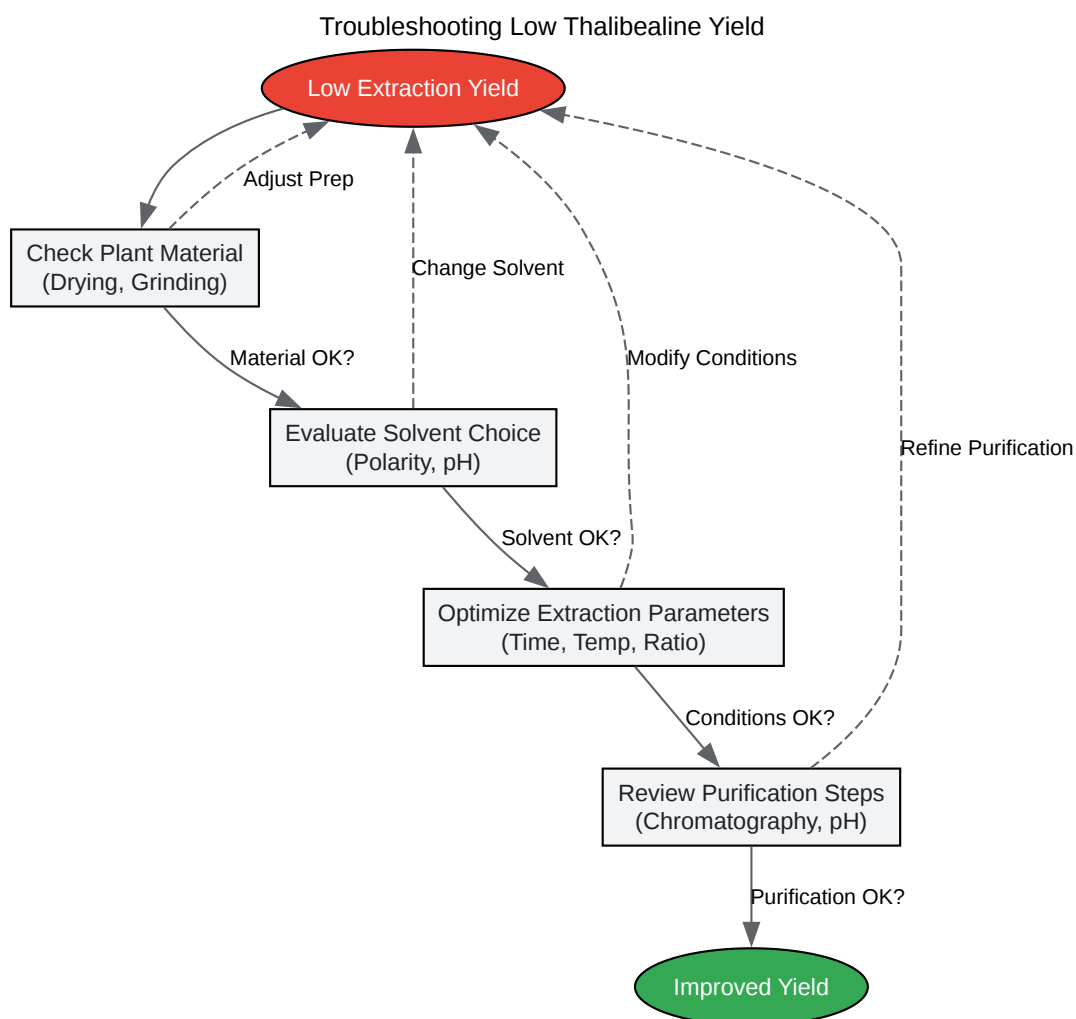 Troubleshooting Low Thalibealine Yield
Low Extraction Yield
Adjust Prep
Check Plant Material
(Drying, Grinding)
Change Solvent
Material OK?
Modify Conditions
Evaluate Solvent Choice
(Polarity, pH)
Refine Purification
Solvent OK?
Optimize Extraction Parameters
(Time, Temp, Ratio)
Conditions OK?
Review Purification Steps
(Chromatography, pH)
Purification OK?
Improved Yield